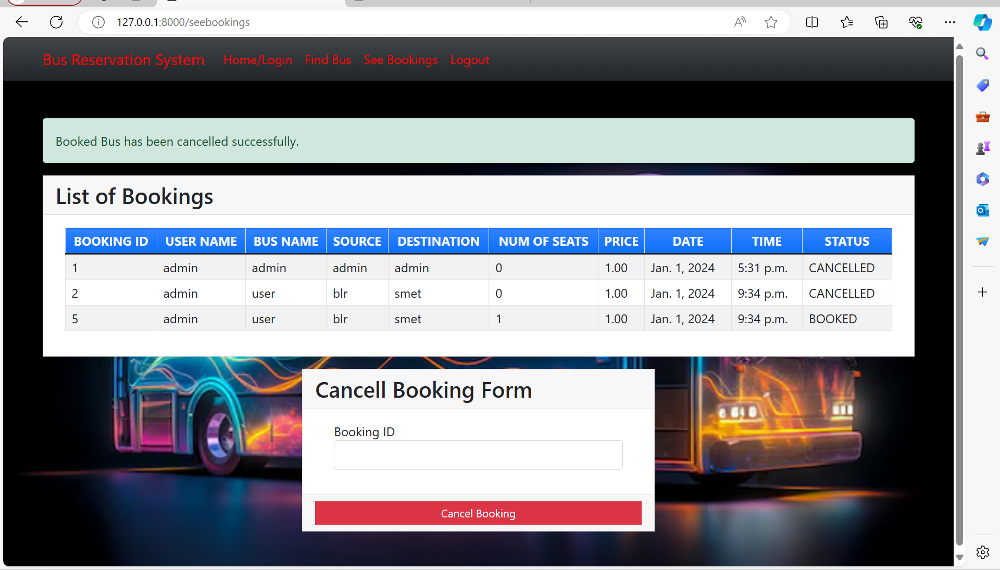 127.0.0.1:8000/seebookings
Bus Reservation System Home/Login Find Bus See Bookings Logout
Booked Bus has been cancelled successfully.
List of Bookings
BOOKING ID USER NAME BUS NAME SOURCE DESTINATION NUM OF SEATS PRICE DATE TIME STATUS
1 admin admin admin admin 0 1.00 Jan. 1, 2024 5:31 p.m. CANCELLED
2 admin user blr smet 0 1.00 Jan. 1, 2024 9:34 p.m. CANCELLED
5 admin user blr smet 1 1.00 Jan. 1, 2024 9:34 p.m. BOOKED
Cancell Booking Form
Booking ID
Cancel Booking